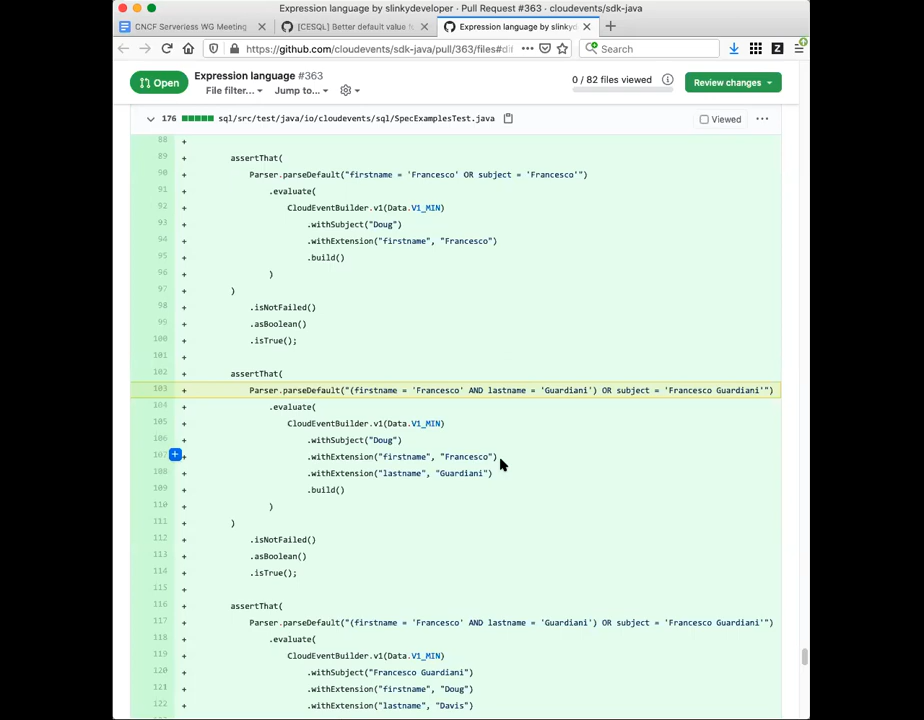 Expression language by slinkydeveloper · Pull Request #363 · cloudevents/sdk-java
CNCF Serverless WG Meeting
[CESQL] Better default value N
Expression language by slinkyd
https://github.com/cloudevents/sdk-java/pull/363/files#dif
Search
Open
Expression language #363
File filter...
Jump to...
0 / 82 files viewed
Review changes
176
sql/src/test/java/io/cloudevents/sql/SpecExamplesTest.java
Viewed
88 +
89 + assertThat(
90 + Parser.parseDefault("firstname = 'Francesco' OR subject = 'Francesco'")
91 + .evaluate(
92 + CloudEventBuilder.v1(Data.V1_MIN)
93 + .withSubject("Doug")
94 + .withExtension("firstname", "Francesco")
95 + .build()
96 + )
97 + )
98 + .isNotFailed()
99 + .asBoolean()
100 + .isTrue();
101 +
102 + assertThat(
103 + Parser.parseDefault("(firstname = 'Francesco' AND lastname = 'Guardiani') OR subject = 'Francesco Guardiani'")
104 + .evaluate(
105 + CloudEventBuilder.v1(Data.V1_MIN)
106 + .withSubject("Doug")
107 + .withExtension("firstname", "Francesco")
108 + .withExtension("lastname", "Guardiani")
109 + .build()
110 + )
111 + )
112 + .isNotFailed()
113 + .asBoolean()
114 + .isTrue();
115 +
116 + assertThat(
117 + Parser.parseDefault("(firstname = 'Francesco' AND lastname = 'Guardiani') OR subject = 'Francesco Guardiani'")
118 + .evaluate(
119 + CloudEventBuilder.v1(Data.V1_MIN)
120 + .withSubject("Francesco Guardiani")
121 + .withExtension("firstname", "Doug")
122 + .withExtension("lastname", "Davis")